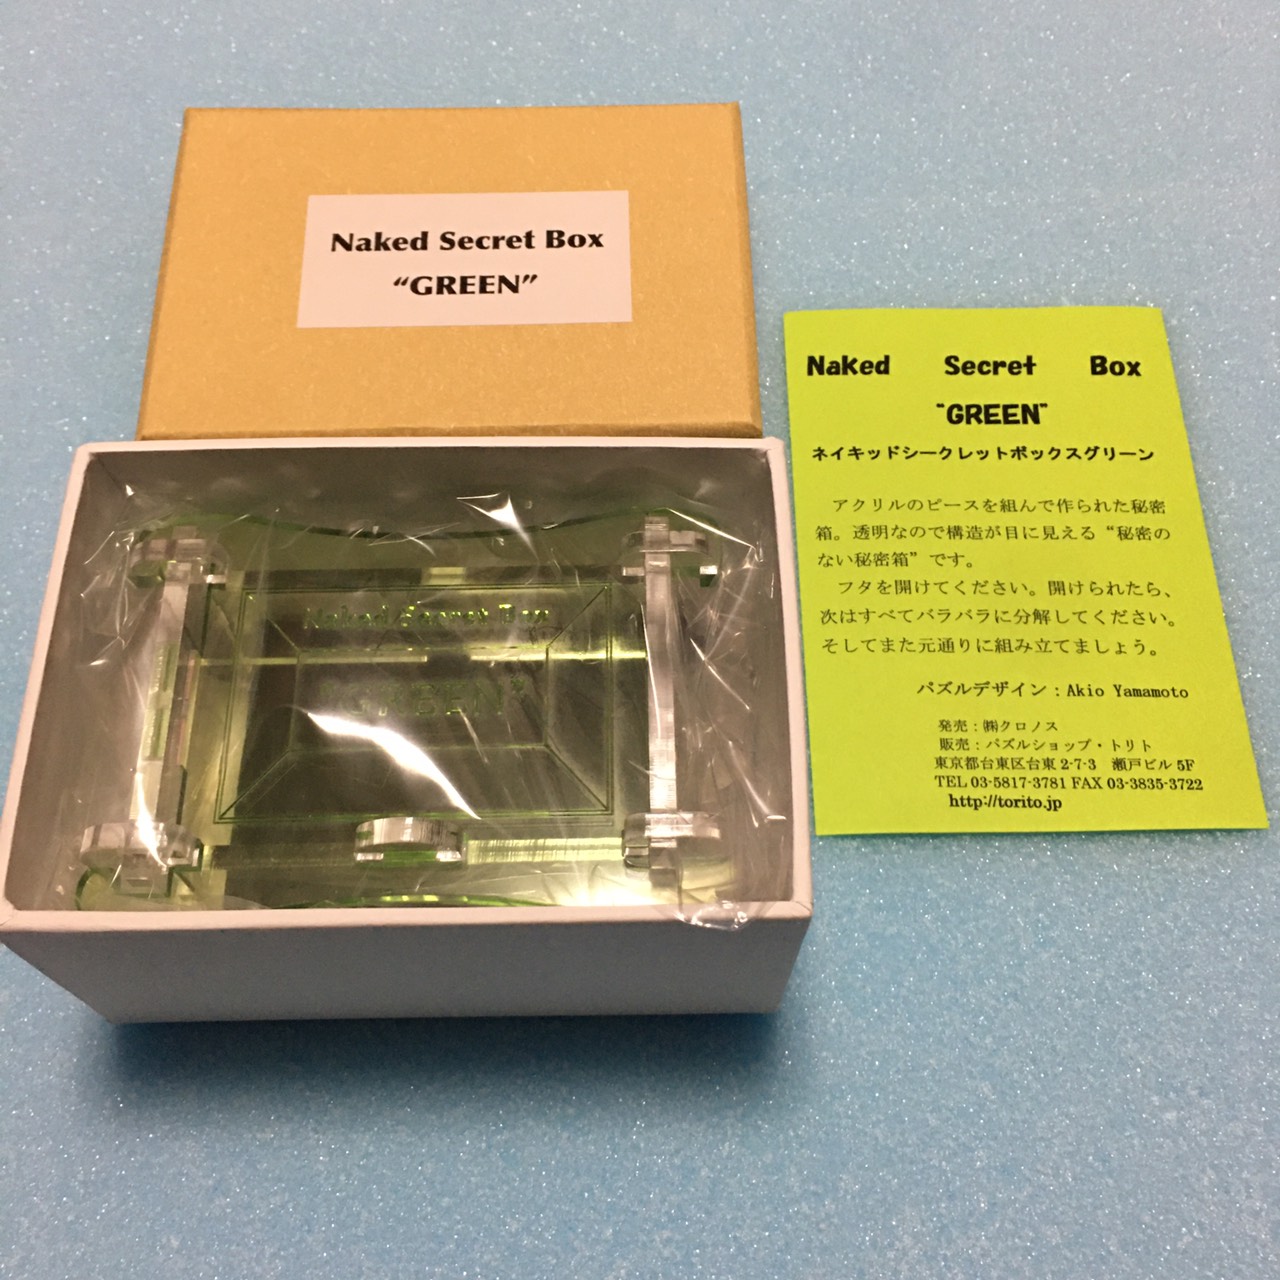 Naked Secret Box
“GREEN”
Naked Secret Box
“GREEN”
ネイキッドシークレットボックスグリーン
アクリルのピースを組んで作られた秘密
箱。透明なので構造が目に見える“秘密の
ない秘密箱”です。
フタを開けてください。開けられたら、
次はすべてバラバラに分解してください。
そしてまた元通りに組み立てましょう。
パズルデザイン：Akio Yamamoto
発売：㈱クロノス
販売：パズルショップ・トリト
東京都台東区台東 2-7-3　瀬戸ビル 5F
TEL 03-5817-3781 FAX 03-3835-3722
http://torito.jp
Naked Secret Box
“GREEN”